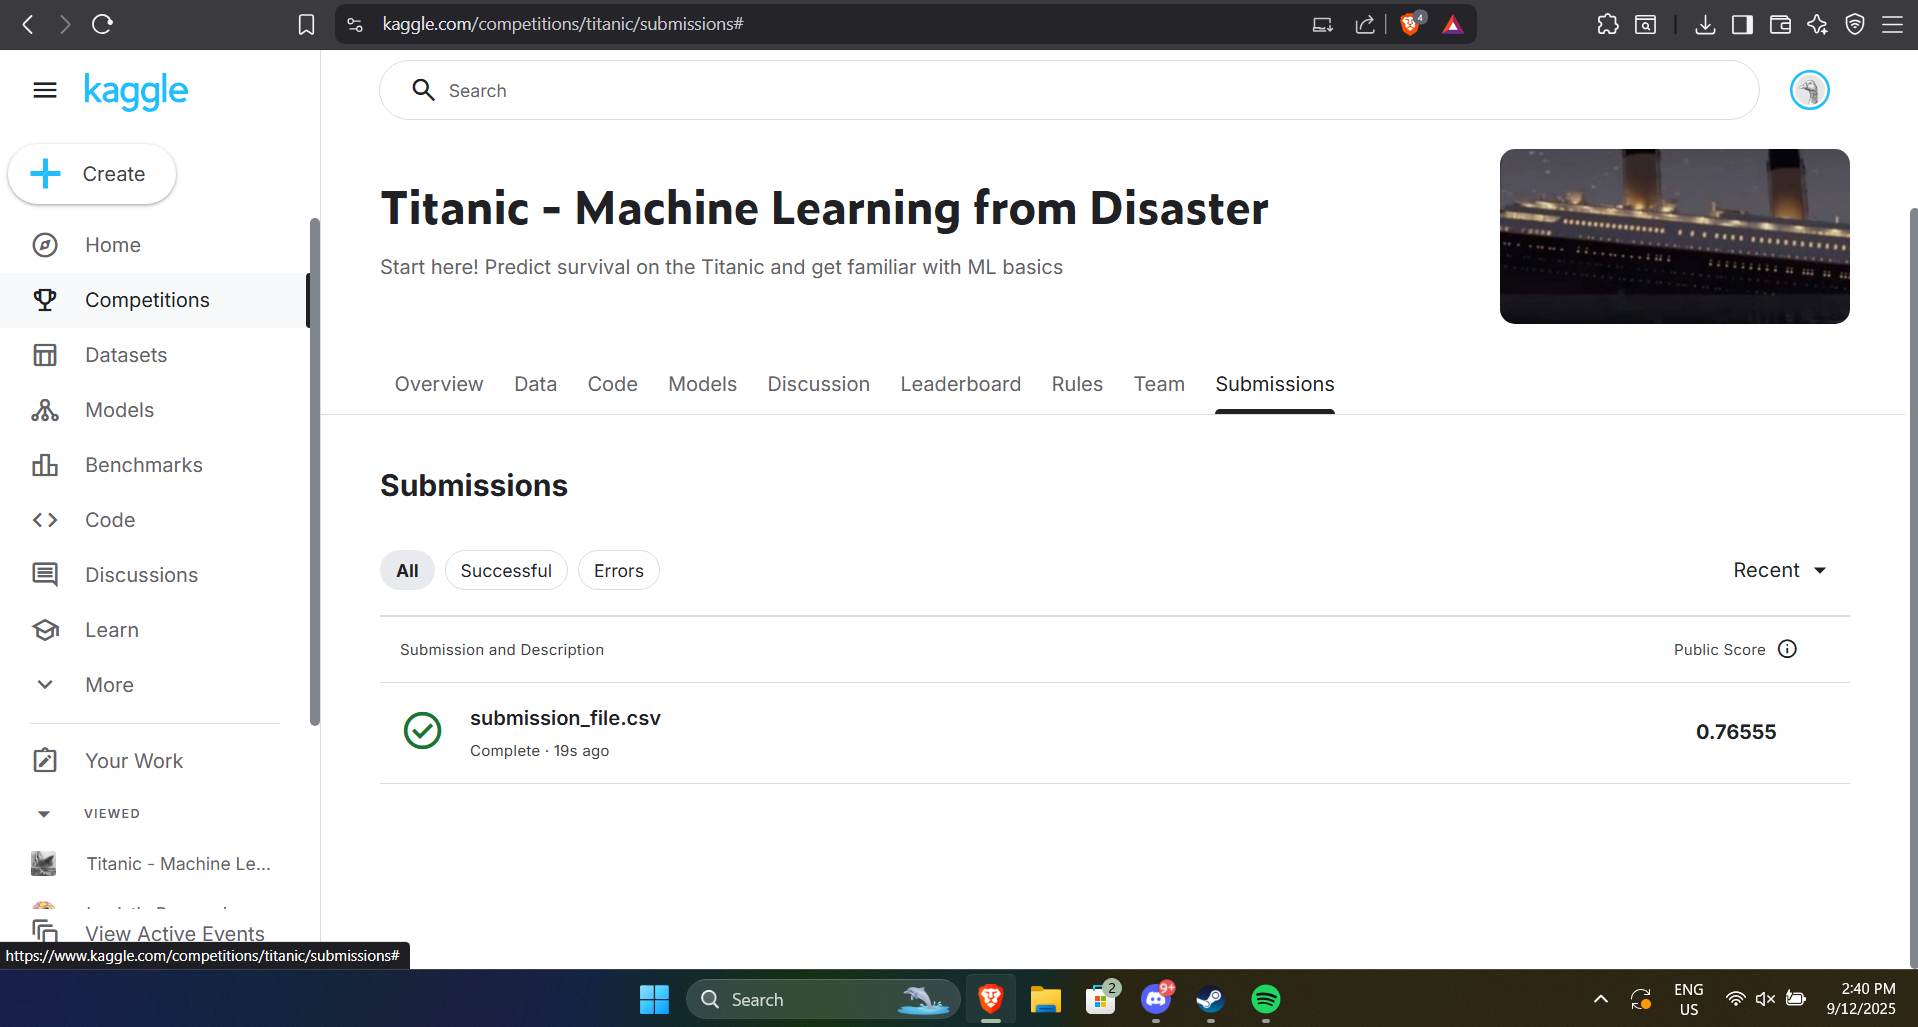 kaggle.com/competitions/titanic/submissions#
4
kaggle
Search
Create
Home
Competitions
Datasets
Models
Benchmarks
Code
Discussions
Learn
More
Your Work
VIEWED
Titanic - Machine Le...
View Active Events
https://www.kaggle.com/competitions/titanic/submissions#
Titanic - Machine Learning from Disaster
Start here! Predict survival on the Titanic and get familiar with ML basics
Overview Data Code Models Discussion Leaderboard Rules Team Submissions
Submissions
All Successful Errors Recent
Submission and Description Public Score
submission_file.csv
Complete · 19s ago
0.76555
Search
2
9+
ENG
US
2:40 PM
9/12/2025